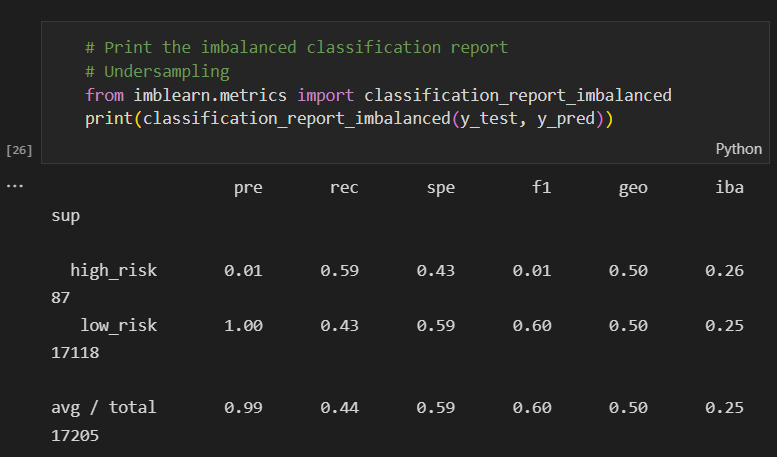 # Print the imbalanced classification report
# Undersampling
from imblearn.metrics import classification_report_imbalanced
print(classification_report_imbalanced(y_test, y_pred))
[26]
Python
...
pre rec spe f1 geo iba
sup
high_risk 0.01 0.59 0.43 0.01 0.50 0.26
87
low_risk 1.00 0.43 0.59 0.60 0.50 0.25
17118
avg / total 0.99 0.44 0.59 0.60 0.50 0.25
17205